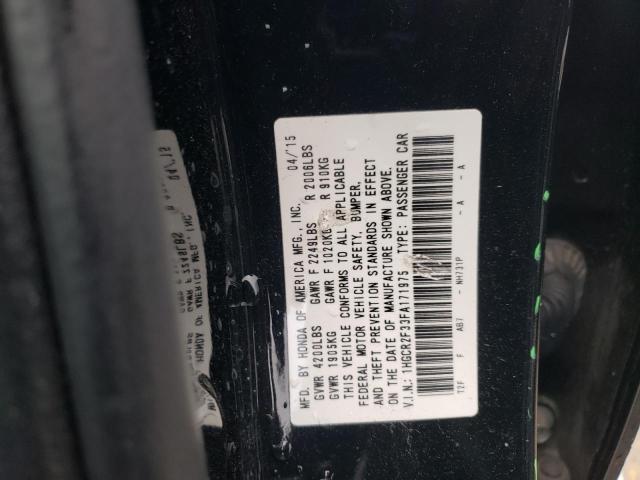 MFD. BY HONDA OF AMERICA MFG., INC. 04/'15
GVWR 4200LBS GAWR F 2249LBS R 2006LBS
GVWR 1905KG GAWR F 1020KG R 910KG
THIS VEHICLE CONFORMS TO ALL APPLICABLE
FEDERAL MOTOR VEHICLE SAFETY, BUMPER,
AND THEFT PREVENTION STANDARDS IN EFFECT
ON THE DATE OF MANUFACTURE SHOWN ABOVE.
V.I.N.: 1HGCR2F33FA171975 TYPE: PASSENGER CAR
T2F F AB7 - NH731P - A - A